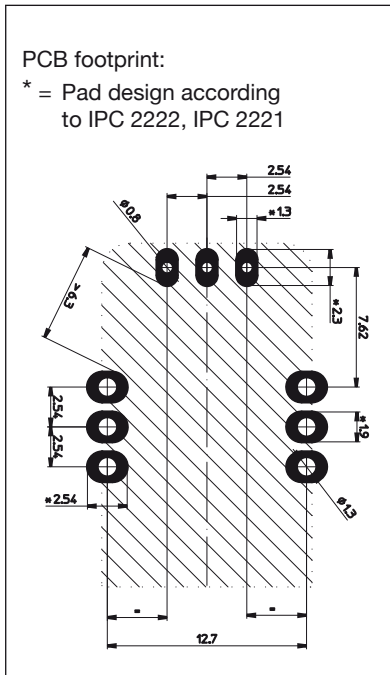 PCB footprint:
* = Pad design according
to IPC 2222, IPC 2221
2.54
2.54
ø0.8
*1.3
>6.3
*2.3
7.62
2.54
2.54
*1.9
*2.54
ø1.3
=
=
12.7